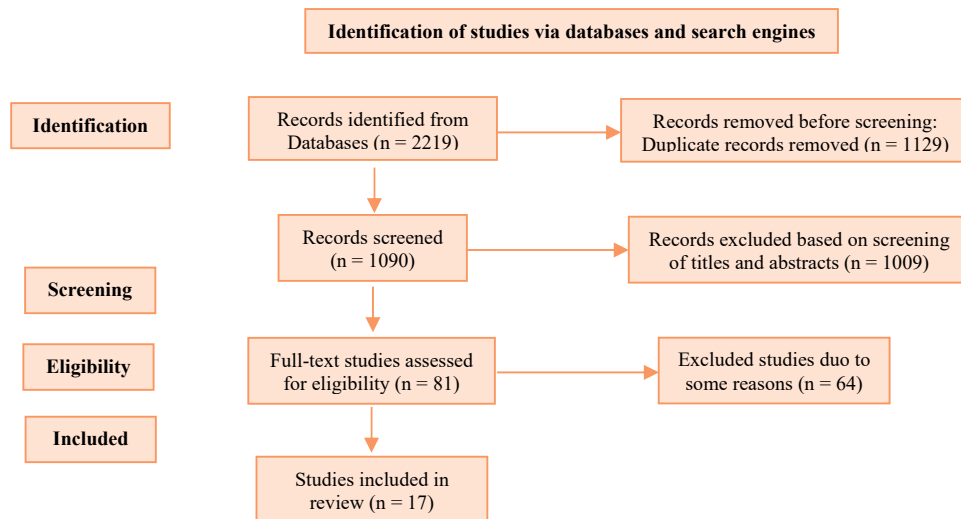 Identification of studies via databases and search engines
Identification
Records identified from
Databases (n = 2219)
Records removed before screening:
Duplicate records removed (n = 1129)
Records screened
(n = 1090)
Records excluded based on screening
of titles and abstracts (n = 1009)
Screening
Eligibility
Full-text studies assessed
for eligibility (n = 81)
Excluded studies duo to
some reasons (n = 64)
Included
Studies included in
review (n = 17)